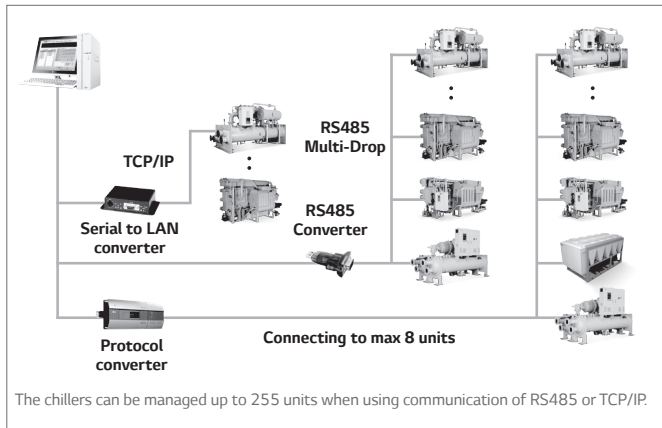 TCP/IP
Serial to LAN
converter
RS485
Multi-Drop
RS485
Converter
Protocol
converter
Connecting to max 8 units
The chillers can be managed up to 255 units when using communication of RS485 or TCP/IP.